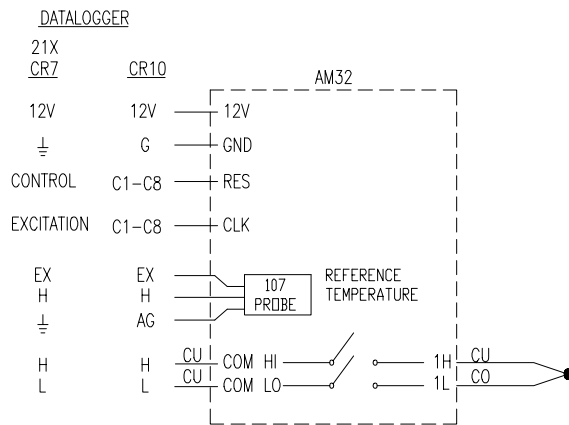 DATALOGGER
21X
CR7 CR10 AM32
12V 12V 12V
G GND
CONTROL C1-C8 RES
EXCITATION C1-C8 CLK
EX EX
H H
AG
107
PROBE
REFERENCE
TEMPERATURE
H H CU COM HI 1H CU
L L CU COM LO 1L CO